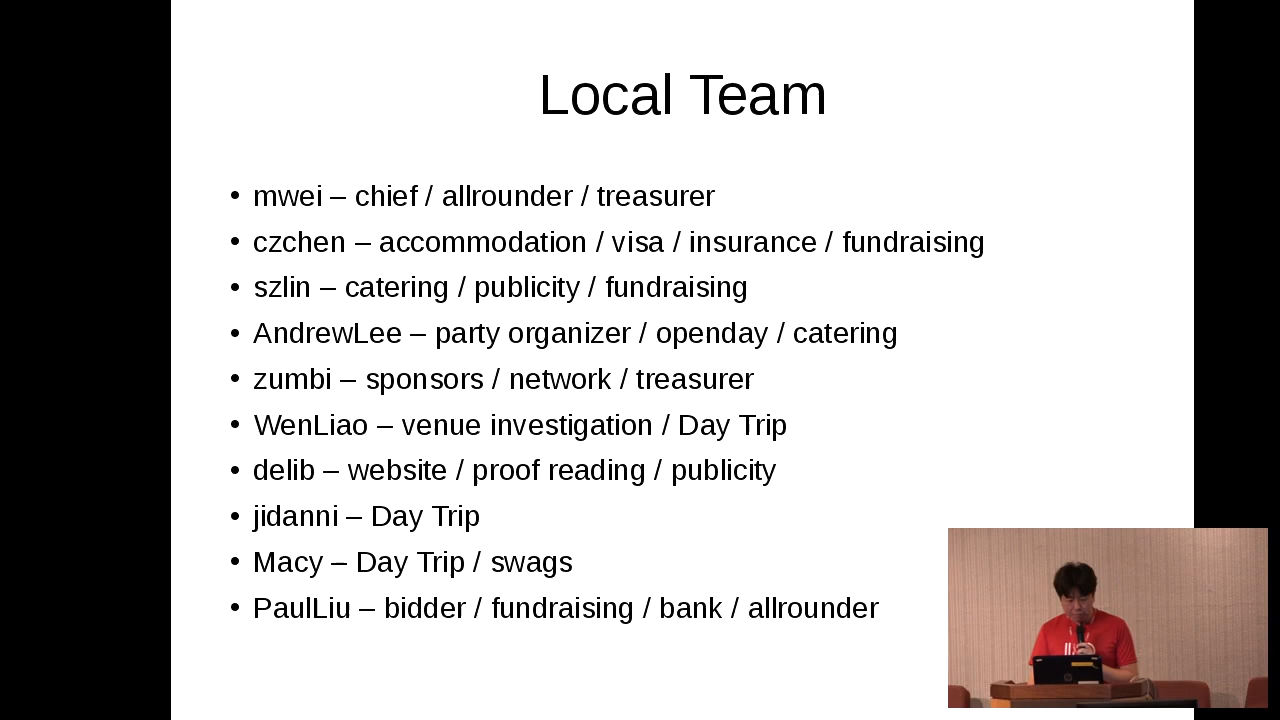 Local Team
• mwei – chief / allrounder / treasurer
• czchen – accommodation / visa / insurance / fundraising
• szlin – catering / publicity / fundraising
• AndrewLee – party organizer / openday / catering
• zumbi – sponsors / network / treasurer
• WenLiao – venue investigation / Day Trip
• delib – website / proof reading / publicity
• jidanni – Day Trip
• Macy – Day Trip / swags
• PaulLiu – bidder / fundraising / bank / allrounder